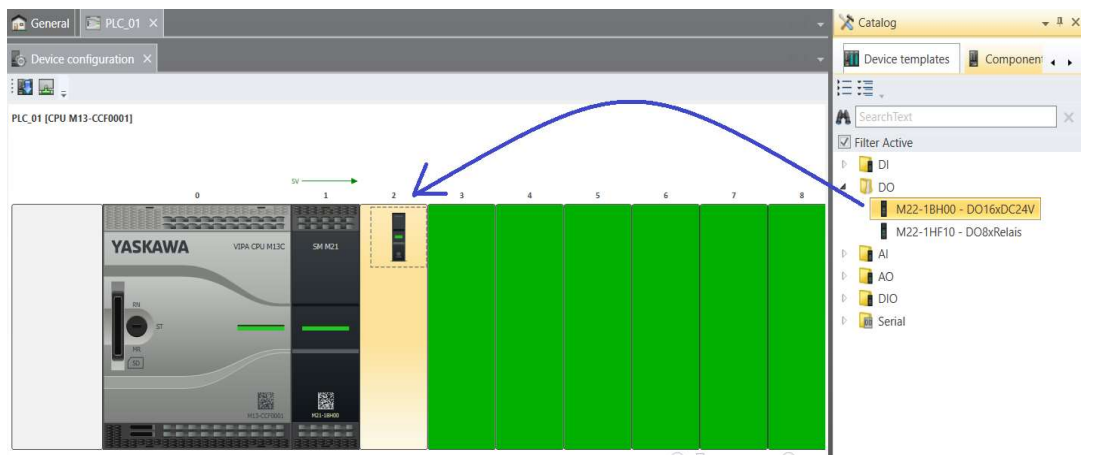 General PLC_01
Device configuration
PLC_01 [CPU M13-CCF0001]
5V
0 1 2 3 4 5 6 7 8
YASKAWA VIPA CPU M13C SM M21
RN
ST
MR
SD
M13-CCF0001 M21-1BH00
Catalog
Device templates Componen
SearchText
Filter Active
DI
DO
M22-1BH00 - DO16xDC24V
M22-1HF10 - DO8xRelais
AI
AO
DIO
Serial